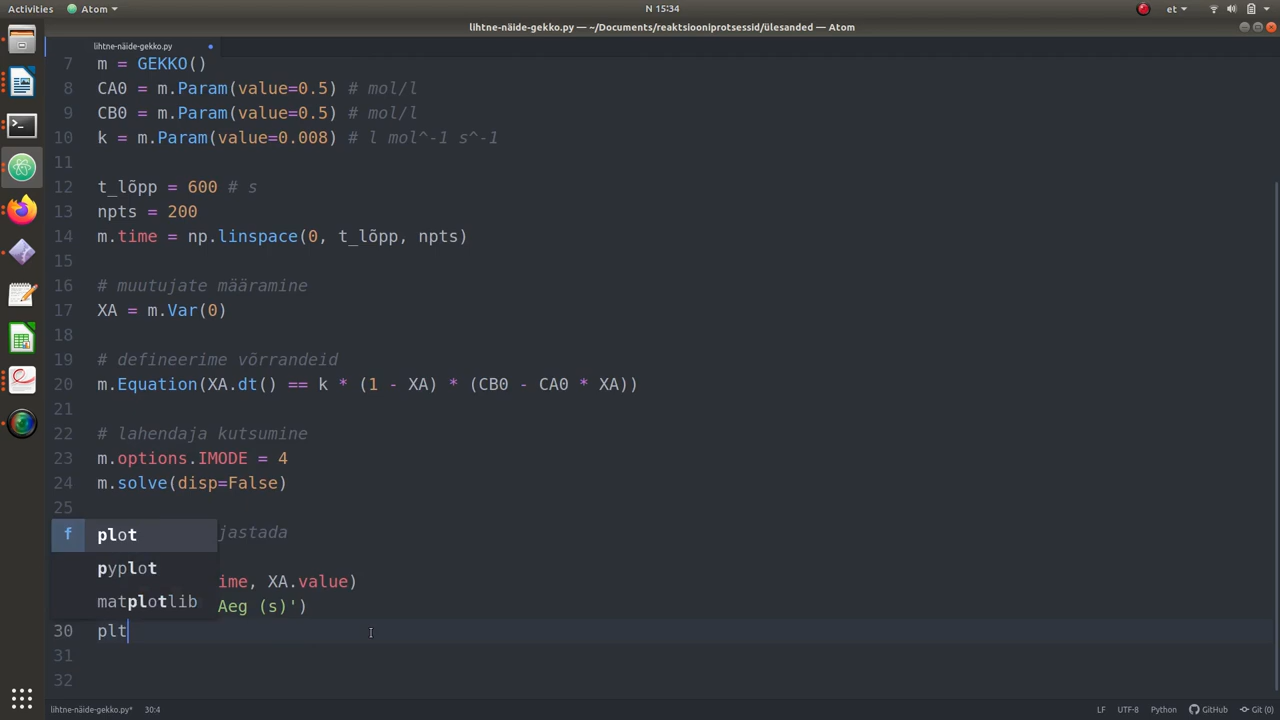 Activities
Atom
N 15:34
et
lihtne-näide-gekko.py — ~/Documents/reaktsiooniprotsessid/ülesanded — Atom
lihtne-näide-gekko.py
7 m = GEKKO()
8 CA0 = m.Param(value=0.5) # mol/l
9 CB0 = m.Param(value=0.5) # mol/l
10 k = m.Param(value=0.008) # l mol^-1 s^-1
11
12 t_lõpp = 600 # s
13 npts = 200
14 m.time = np.linspace(0, t_lõpp, npts)
15
16 # muutujate määramine
17 XA = m.Var(0)
18
19 # defineerime võrrandeid
20 m.Equation(XA.dt() == k * (1 - XA) * (CB0 - CA0 * XA))
21
22 # lahendaja kutsumine
23 m.options.IMODE = 4
24 m.solve(disp=False)
25
jastada
f plot
pyplot
ime, XA.value)
matplotlib
Aeg (s)')
30 plt
31
32
lihtne-näide-gekko.py* 30:4
LF UTF-8 Python GitHub Git (0)